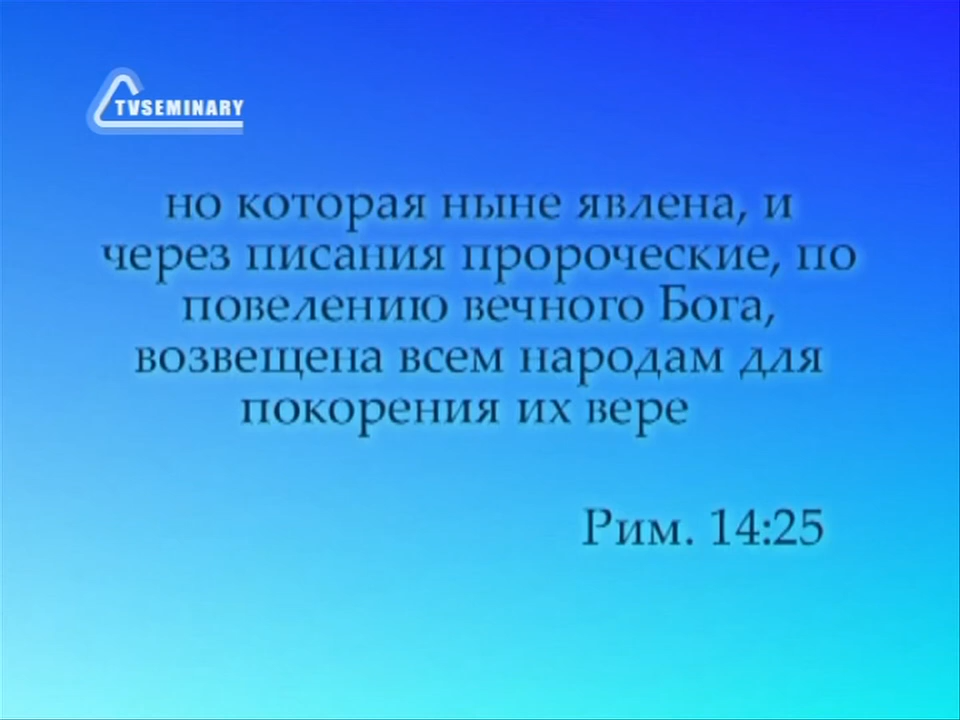 TVSEMINARY
но которая ныне явлена, и
через писания пророческие, по
повелению вечного Бога,
возвещена всем народам для
покорения их вере
Рим. 14:25